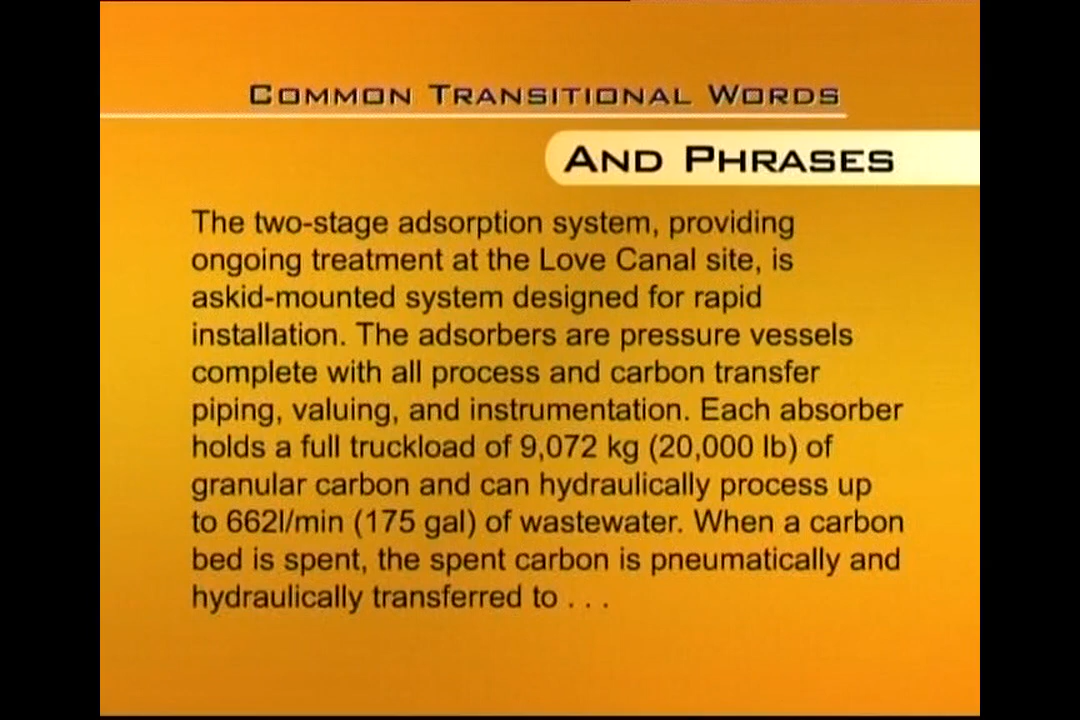 COMMON TRANSITIONAL WORDS
AND PHRASES
The two-stage adsorption system, providing
ongoing treatment at the Love Canal site, is
askid-mounted system designed for rapid
installation. The adsorbers are pressure vessels
complete with all process and carbon transfer
piping, valuing, and instrumentation. Each absorber
holds a full truckload of 9,072 kg (20,000 lb) of
granular carbon and can hydraulically process up
to 662l/min (175 gal) of wastewater. When a carbon
bed is spent, the spent carbon is pneumatically and
hydraulically transferred to . . .